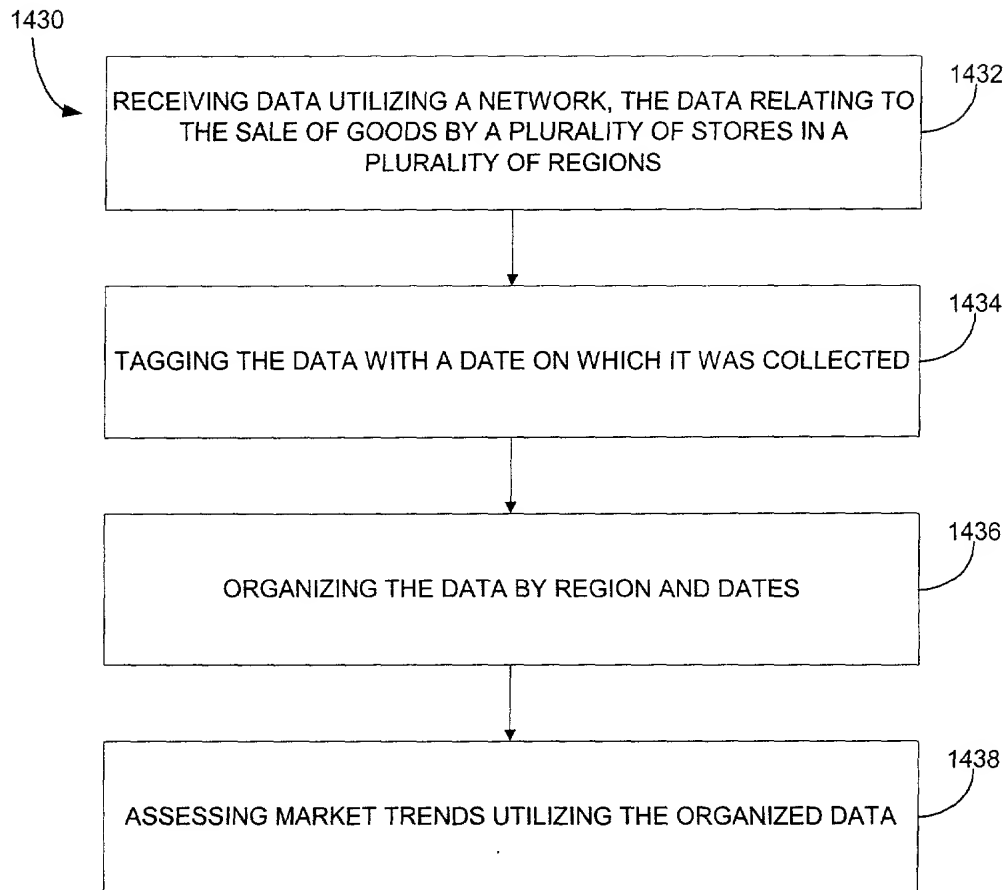 1430
1432
RECEIVING DATA UTILIZING A NETWORK, THE DATA RELATING TO
THE SALE OF GOODS BY A PLURALITY OF STORES IN A
PLURALITY OF REGIONS
1434
TAGGING THE DATA WITH A DATE ON WHICH IT WAS COLLECTED
1436
ORGANIZING THE DATA BY REGION AND DATES
1438
ASSESSING MARKET TRENDS UTILIZING THE ORGANIZED DATA